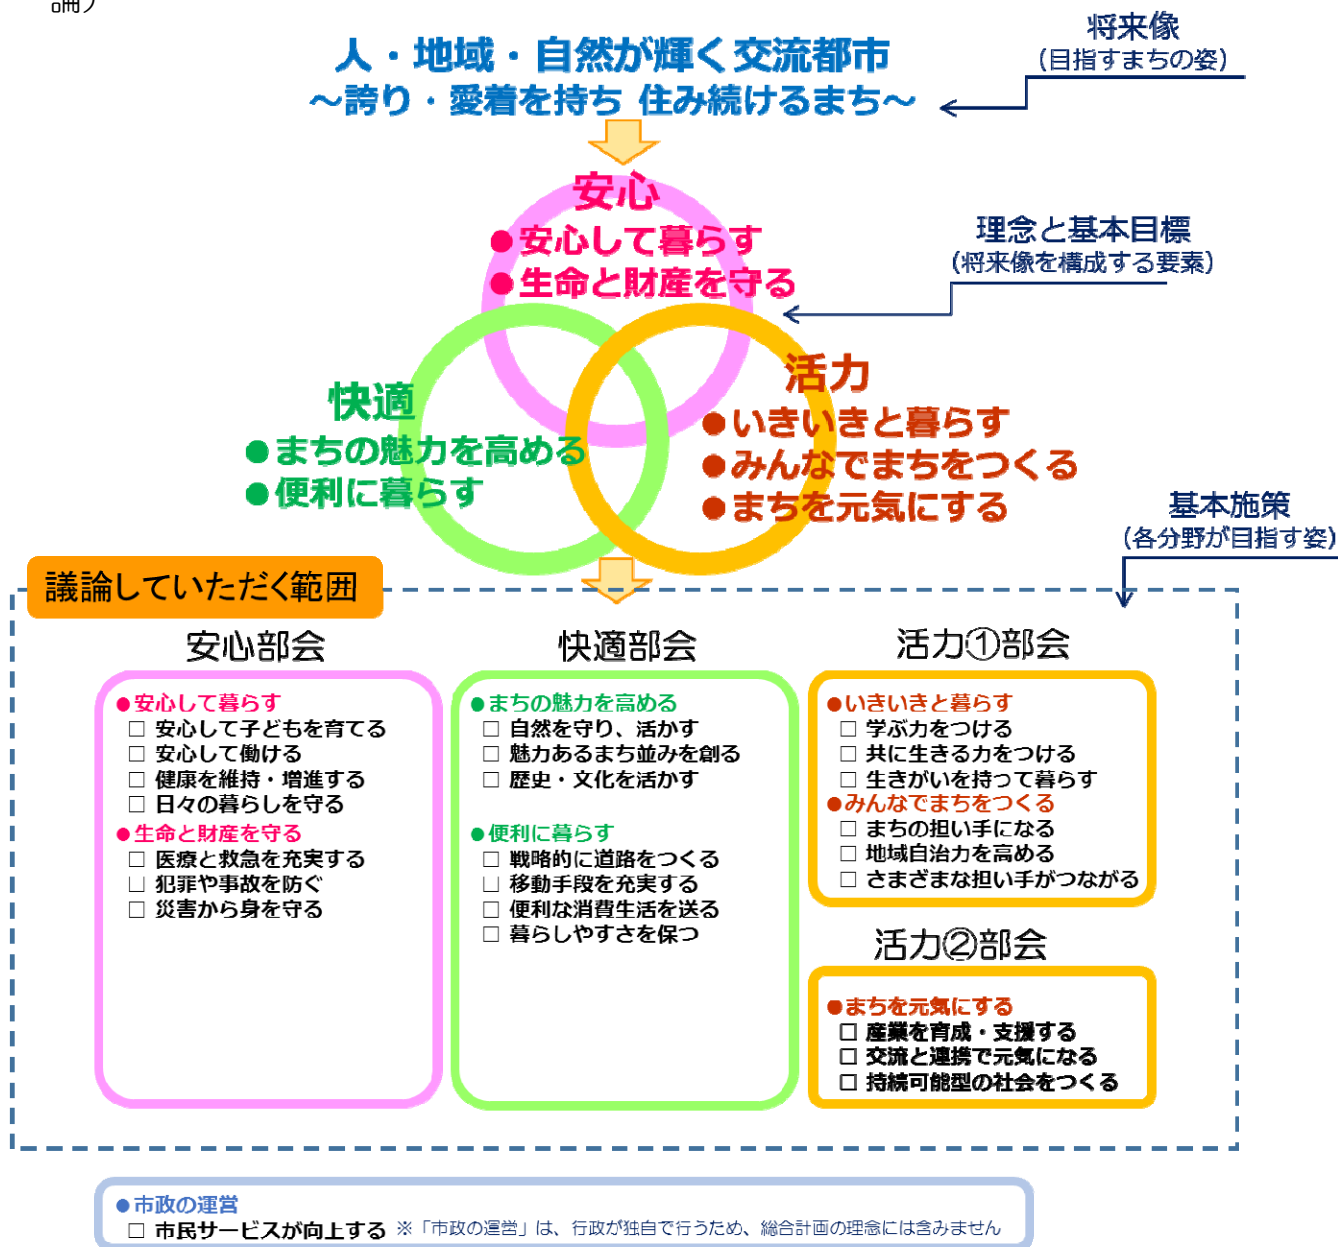 論）
将来像
（目指すまちの姿）
人・地域・自然が輝く交流都市
～誇り・愛着を持ち 住み続けるまち～
安心
●安心して暮らす
●生命と財産を守る
理念と基本目標
（将来像を構成する要素）
快適
●まちの魅力を高める
●便利に暮らす
活力
●いきいきと暮らす
●みんなでまちをつくる
●まちを元気にする
基本施策
（各分野が目指す姿）
議論していただく範囲
安心部会
●安心して暮らす
□ 安心して子どもを育てる
□ 安心して働ける
□ 健康を維持・増進する
□ 日々の暮らしを守る
●生命と財産を守る
□ 医療と救急を充実する
□ 犯罪や事故を防ぐ
□ 災害から身を守る
快適部会
●まちの魅力を高める
□ 自然を守り、活かす
□ 魅力あるまち並みを創る
□ 歴史・文化を活かす
●便利に暮らす
□ 戦略的に道路をつくる
□ 移動手段を充実する
□ 便利な消費生活を送る
□ 暮らしやすさを保つ
活力①部会
●いきいきと暮らす
□ 学ぶ力をつける
□ 共に生きる力をつける
□ 生きがいを持って暮らす
●みんなでまちをつくる
□ まちの担い手になる
□ 地域自治力を高める
□ さまざまな担い手がつながる
活力②部会
●まちを元気にする
□ 産業を育成・支援する
□ 交流と連携で元気になる
□ 持続可能型の社会をつくる
●市政の運営
□ 市民サービスが向上する ※「市政の運営」は、行政が独自で行うため、総合計画の理念には含みません